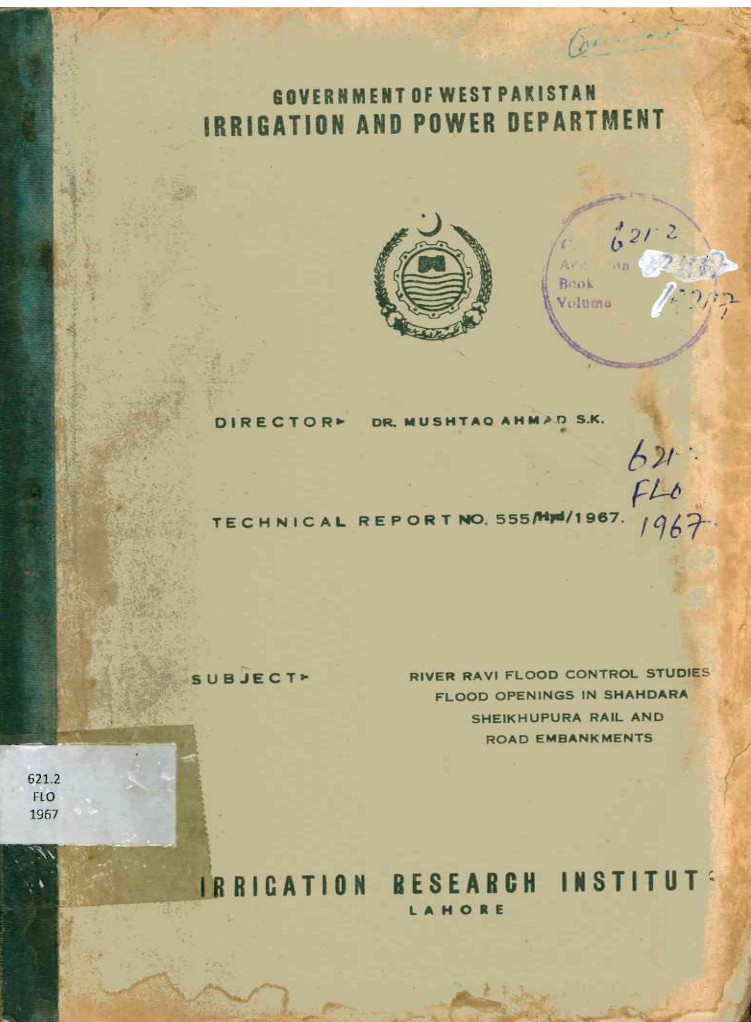 GOVERNMENT OF WEST PAKISTAN
IRRIGATION AND POWER DEPARTMENT
621.2
Book
Volume
DIRECTOR:- DR. MUSHTAQ AHMAD S.K.
621.
FLO
1967
TECHNICAL REPORT NO. 555/Hyd/1967.
SUBJECT:- RIVER RAVI FLOOD CONTROL STUDIES
FLOOD OPENINGS IN SHAHDARA
SHEIKHUPURA RAIL AND
ROAD EMBANKMENTS
621.2
FLO
1967
IRRIGATION RESEARCH INSTITUT
LAHORE